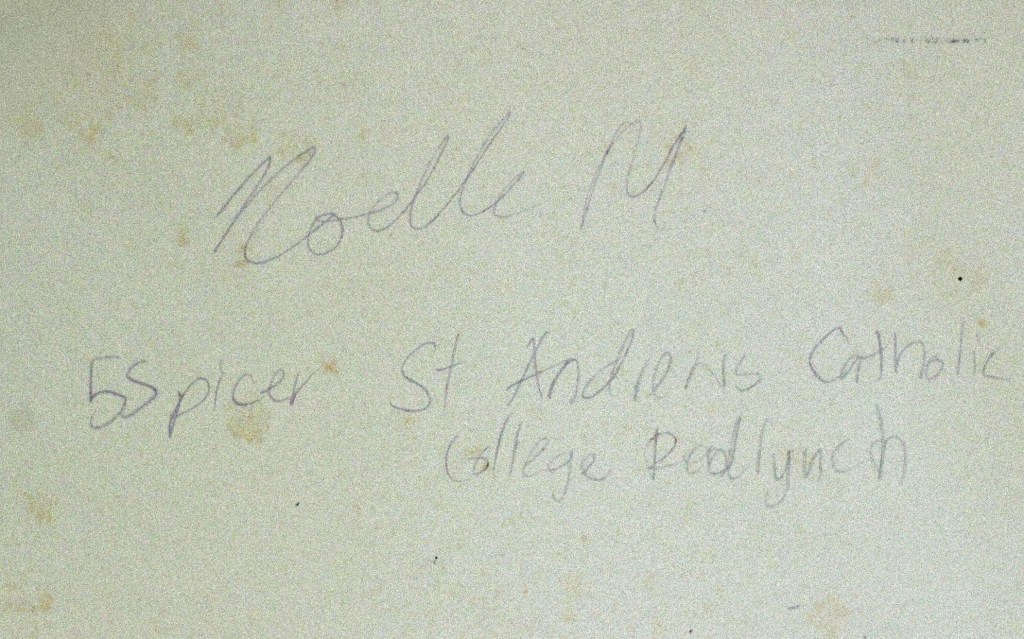 Noelle M.
5Spicer St Andrews Catholic
College Redlynch